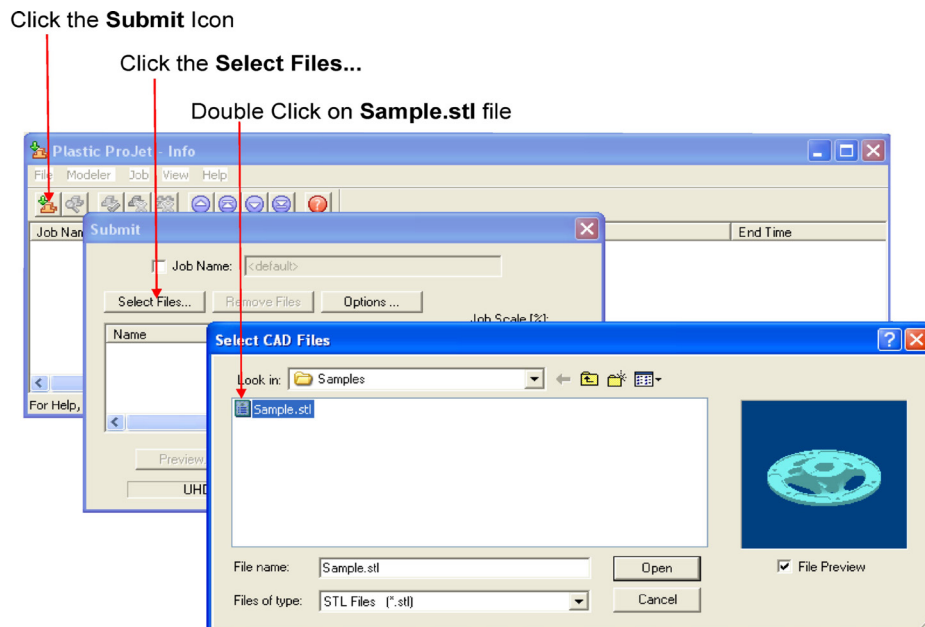 Click the Submit Icon
Click the Select Files...
Double Click on Sample.stl file
Plastic ProJet - Info
File Modeler Job View Help
Job Nam
End Time
Submit
Job Name: <default>
Select Files... Remove Files Options ...
Job Scale [%]:
Name
For Help,
Preview
UHD
Select CAD Files
Look in: Samples
Sample.stl
File name: Sample.stl
Open
File Preview
Files of type: STL Files (*.stl)
Cancel